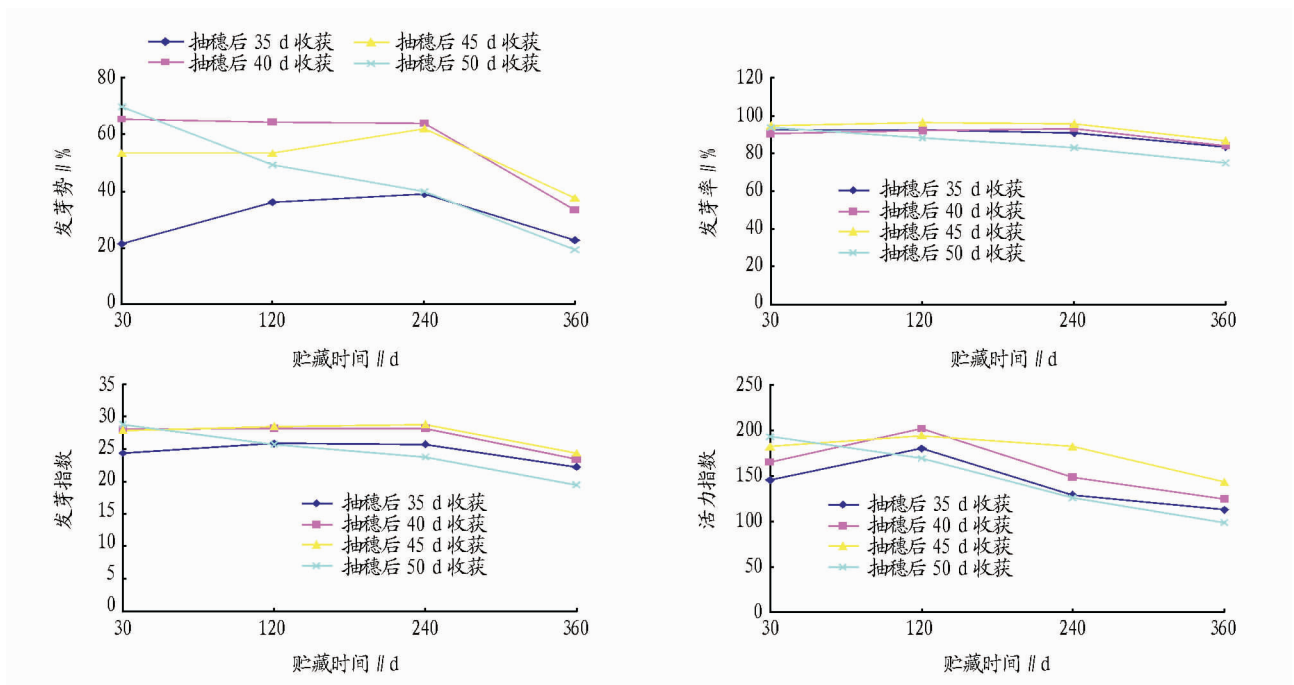 抽穗后 35 d 收获 抽穗后 45 d 收获
抽穗后 40 d 收获 抽穗后 50 d 收获
80
60
40
20
0
发芽势 // %
30 120 240 360
贮藏时间 // d
120
100
80
60
40
20
0
发芽率 // %
抽穗后 35 d 收获
抽穗后 40 d 收获
抽穗后 45 d 收获
抽穗后 50 d 收获
30 120 240 360
贮藏时间 // d
35
30
25
20
15
10
5
0
发芽指数
抽穗后 35 d 收获
抽穗后 40 d 收获
抽穗后 45 d 收获
抽穗后 50 d 收获
30 120 240 360
贮藏时间 // d
250
200
150
100
50
0
活力指数
抽穗后 35 d 收获
抽穗后 40 d 收获
抽穗后 45 d 收获
抽穗后 50 d 收获
30 120 240 360
贮藏时间 // d